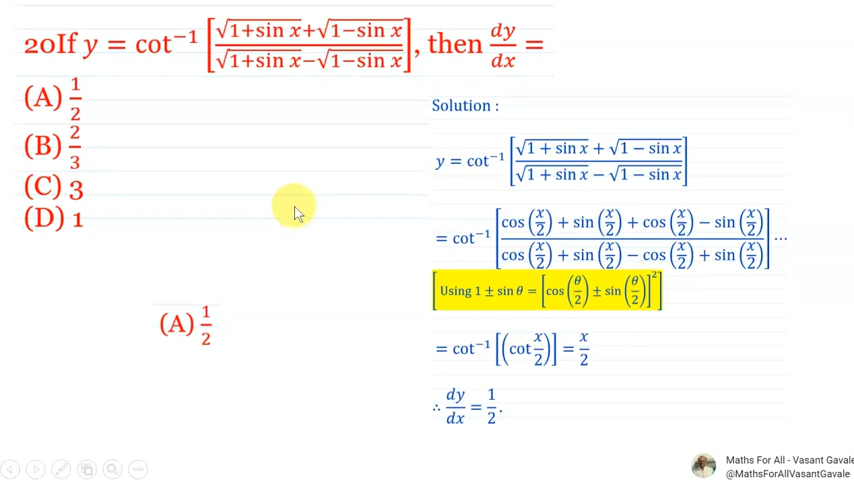 20If y = cot⁻¹ [(√(1+sin x)+√(1−sin x))/(√(1+sin x)−√(1−sin x))], then dy/dx =
(A) 1/2
(B) 2/3
(C) 3
(D) 1
(A) 1/2
Solution :
y = cot⁻¹ [(√(1 + sin x) + √(1 − sin x))/(√(1 + sin x) − √(1 − sin x))]
= cot⁻¹ [(cos (x/2) + sin (x/2) + cos (x/2) − sin (x/2))/(cos (x/2) + sin (x/2) − cos (x/2) + sin (x/2))] ...
[Using 1 ± sin θ = [cos (θ/2) ± sin (θ/2)]²]
= cot⁻¹ [(cot x/2)] = x/2
∴ dy/dx = 1/2.
Maths For All - Vasant Gavale
@MathsForAllVasantGavale